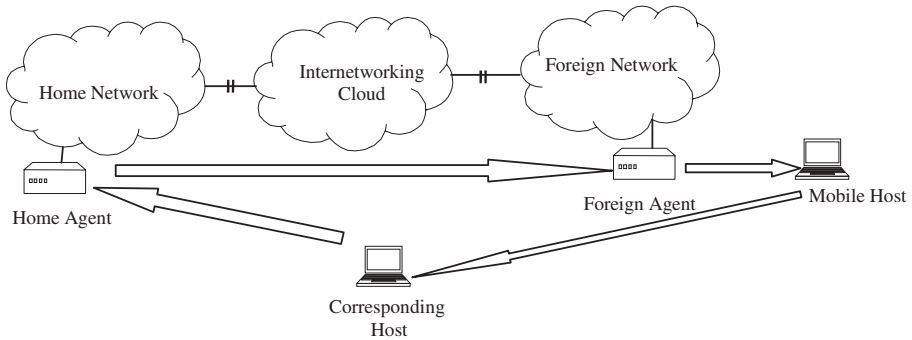 Home Network
Internetworking
Cloud
Foreign Network
Home Agent
Foreign Agent
Mobile Host
Corresponding
Host